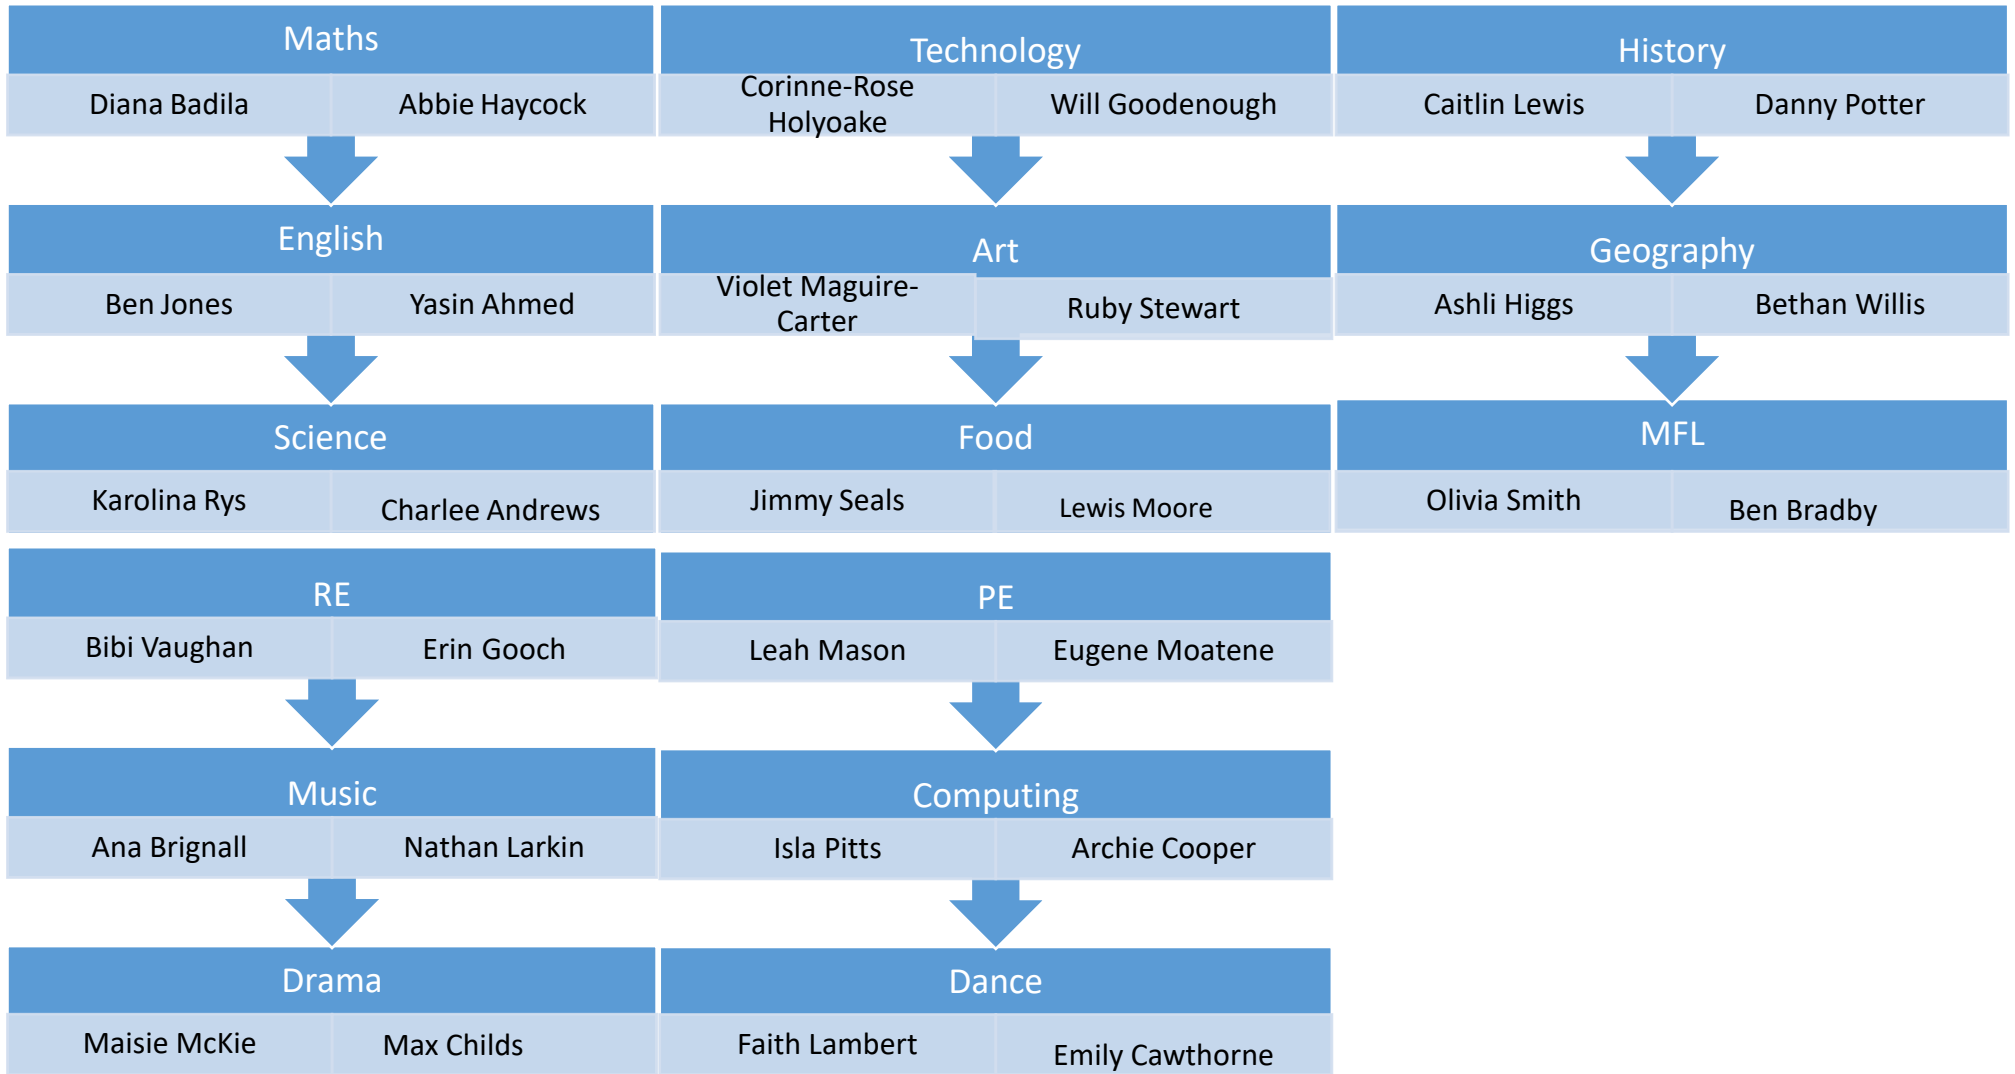 Maths
Diana Badila
Abbie Haycock
English
Ben Jones
Yasin Ahmed
Science
Karolina Rys
Charlee Andrews
Technology
Corinne-Rose
Holyoake
Will Goodenough
Art
Violet Maguire-
Carter
Ruby Stewart
Food
Jimmy Seals
Lewis Moore
History
Caitlin Lewis
Danny Potter
Geography
Ashli Higgs
Bethan Willis
MFL
Olivia Smith
Ben Bradby
RE
Bibi Vaughan
Erin Gooch
Music
Ana Brignall
Nathan Larkin
Drama
Maisie McKie
Max Childs
PE
Leah Mason
Eugene Moatene
Computing
Isla Pitts
Archie Cooper
Dance
Faith Lambert
Emily Cawthorne